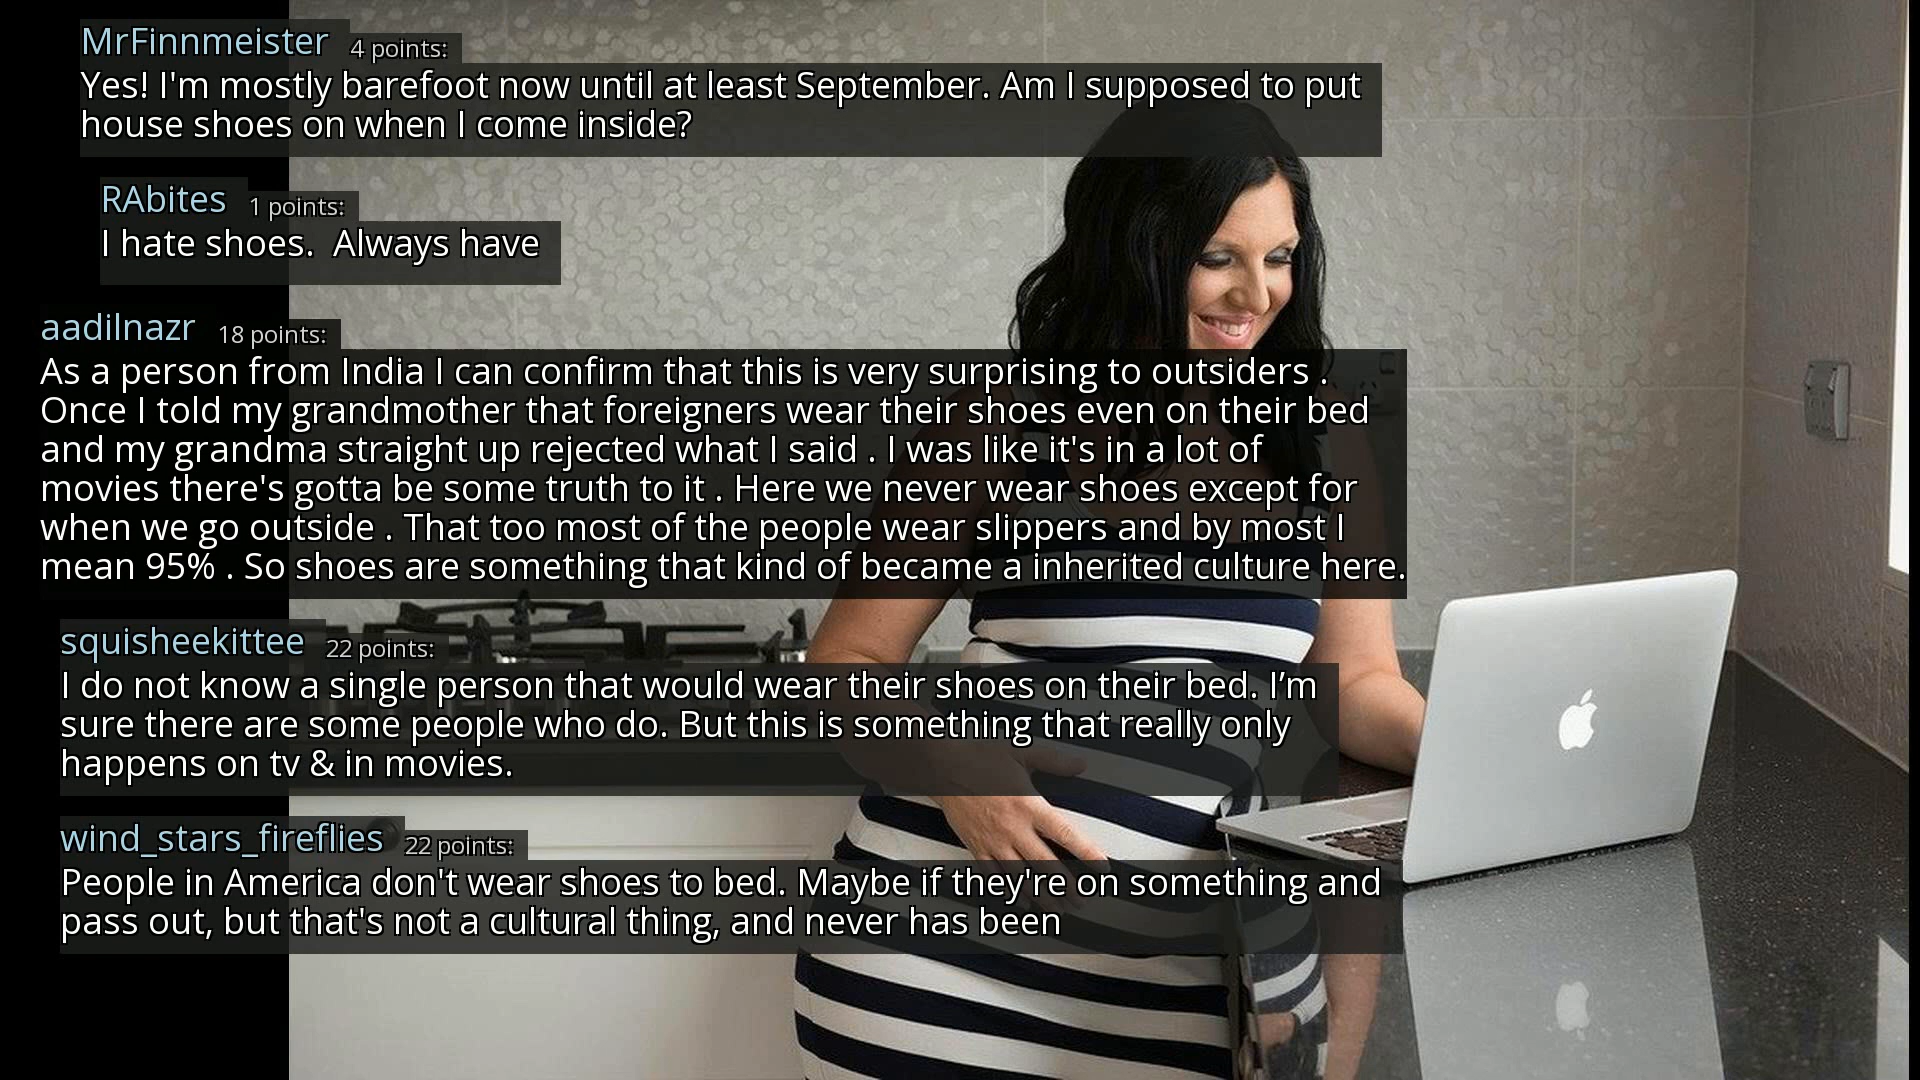 MrFinnmeister 4 points:
Yes! I'm mostly barefoot now until at least September. Am I supposed to put
house shoes on when I come inside?
RAbites 1 points:
I hate shoes.  Always have
aadilnazr 18 points:
As a person from India I can confirm that this is very surprising to outsiders .
Once I told my grandmother that foreigners wear their shoes even on their bed
and my grandma straight up rejected what I said . I was like it's in a lot of
movies there's gotta be some truth to it . Here we never wear shoes except for
when we go outside . That too most of the people wear slippers and by most I
mean 95% . So shoes are something that kind of became a inherited culture here.
squisheekittee 22 points:
I do not know a single person that would wear their shoes on their bed. I’m
sure there are some people who do. But this is something that really only
happens on tv & in movies.
wind_stars_fireflies 22 points:
People in America don't wear shoes to bed. Maybe if they're on something and
pass out, but that's not a cultural thing, and never has been